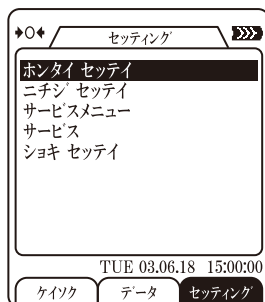 セッティング
ホンタイ セッテイ
ニチジ セッテイ
サービスメニュー
サービス
ショキ セッテイ
TUE 03.06.18 15:00:00
ケイソク データ セッティング